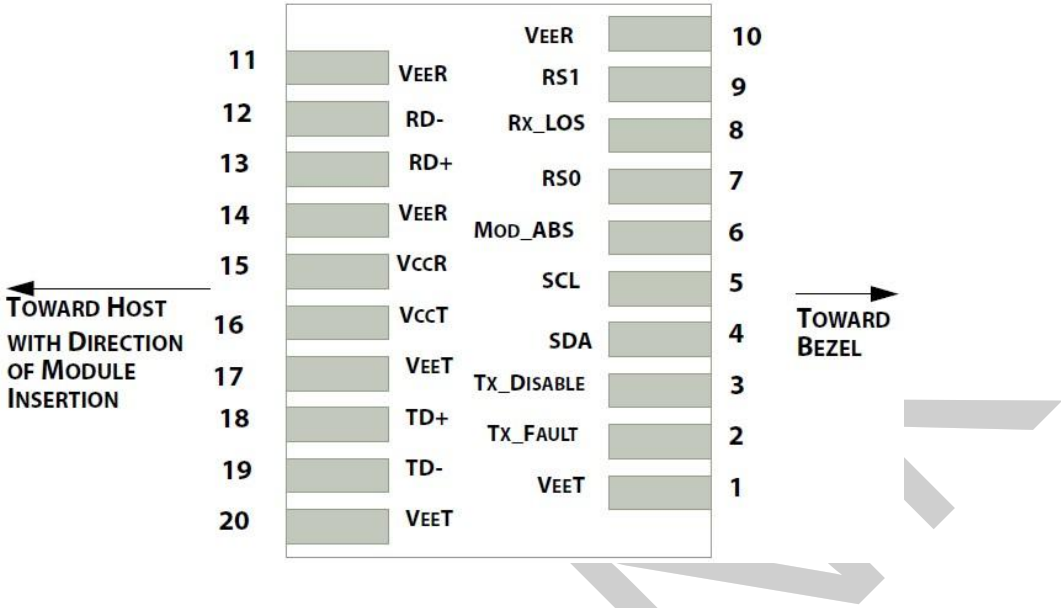 VEER 10
11 VEER
RS1 9
12 RD-
RX_LOS 8
13 RD+
RS0 7
14 VEER
MOD_ABS 6
15 VCCR
SCL 5
16 VCCT
SDA 4
17 VEET
TX_DISABLE 3
18 TD+
TX_FAULT 2
19 TD-
VEET 1
20 VEET
TOWARD HOST
WITH DIRECTION
OF MODULE
INSERTION
TOWARD
BEZEL